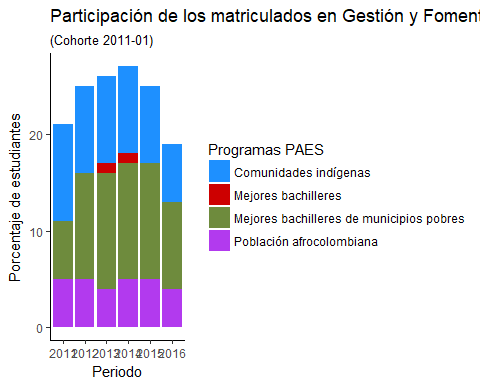 Participación de los matriculados en Gestión y Foment
(Cohorte 2011-01)
Porcentaje de estudiantes
20
10
0
2011 2012 2013 2014 2015 2016
Periodo
Programas PAES
Comunidades indígenas
Mejores bachilleres
Mejores bachilleres de municipios pobres
Población afrocolombiana